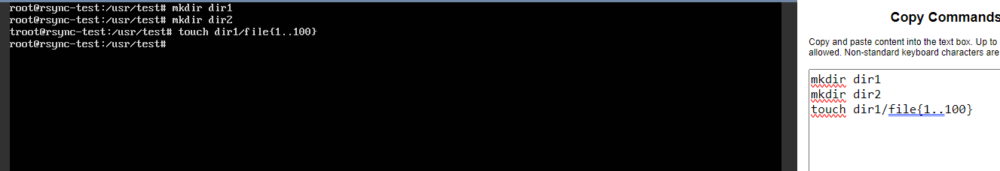 root@rsync-test:/usr/test# mkdir dir1
root@rsync-test:/usr/test# mkdir dir2
troot@rsync-test:/usr/test# touch dir1/file{1..100}
root@rsync-test:/usr/test#
Copy Commands
Copy and paste content into the text box. Up to
allowed. Non-standard keyboard characters are
mkdir dir1
mkdir dir2
touch dir1/file{1..100}